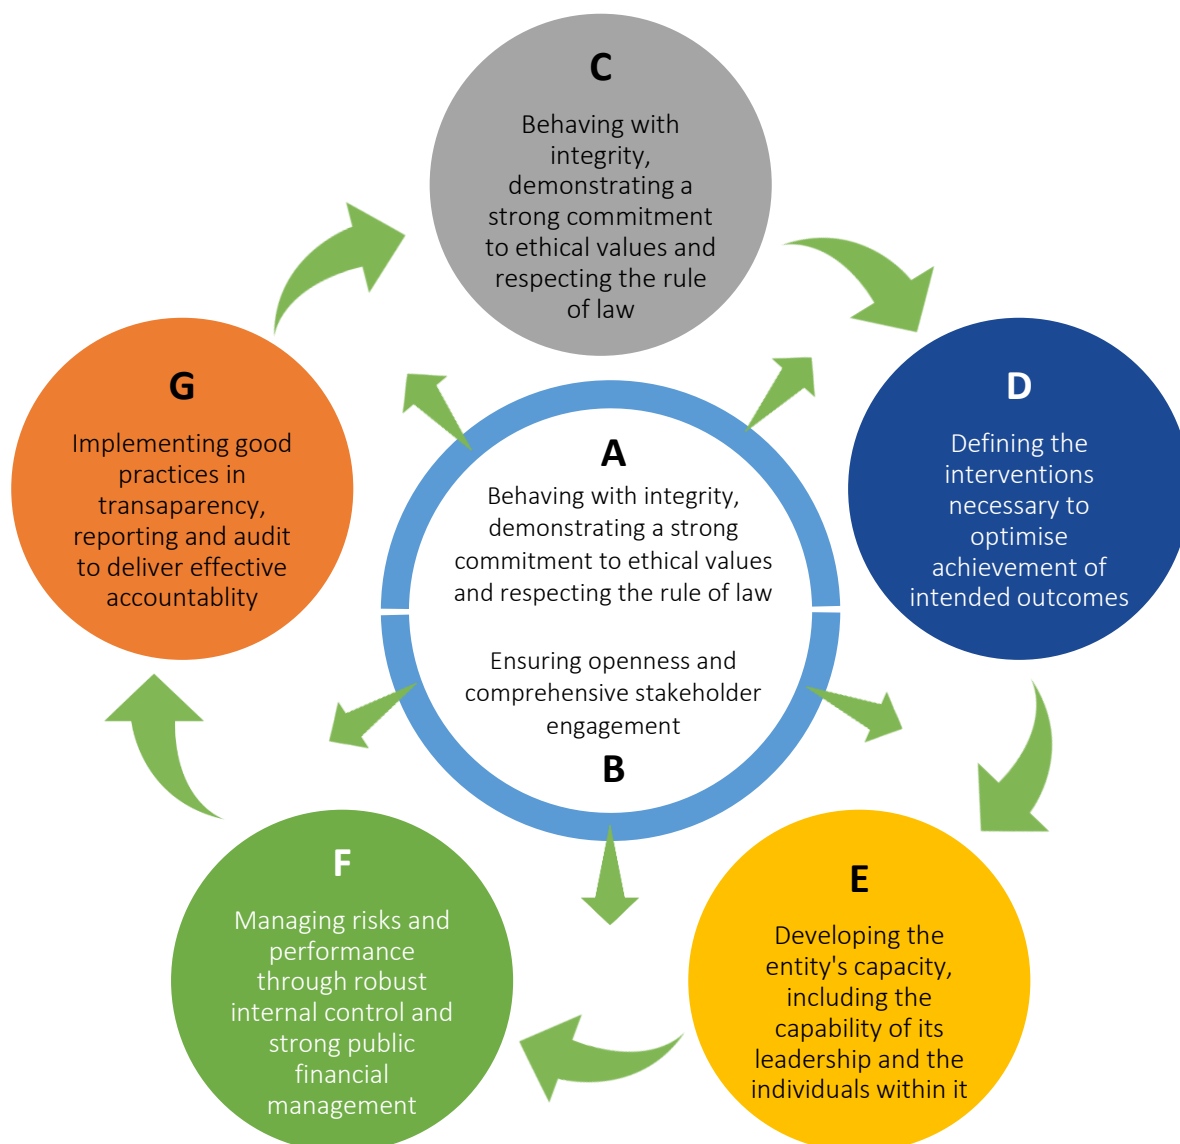 C
Behaving with
integrity,
demonstrating a
strong commitment
to ethical values and
respecting the rule
of law
G
Implementing good
practices in
transaparency,
reporting and audit
to deliver effective
accountablity
A
Behaving with integrity,
demonstrating a strong
commitment to ethical values
and respecting the rule of law
Ensuring openness and
comprehensive stakeholder
engagement
B
D
Defining the
interventions
necessary to
optimise
achievement of
intended outcomes
F
Managing risks and
performance
through robust
internal control and
strong public
financial
management
E
Developing the
entity's capacity,
including the
capability of its
leadership and the
individuals within it